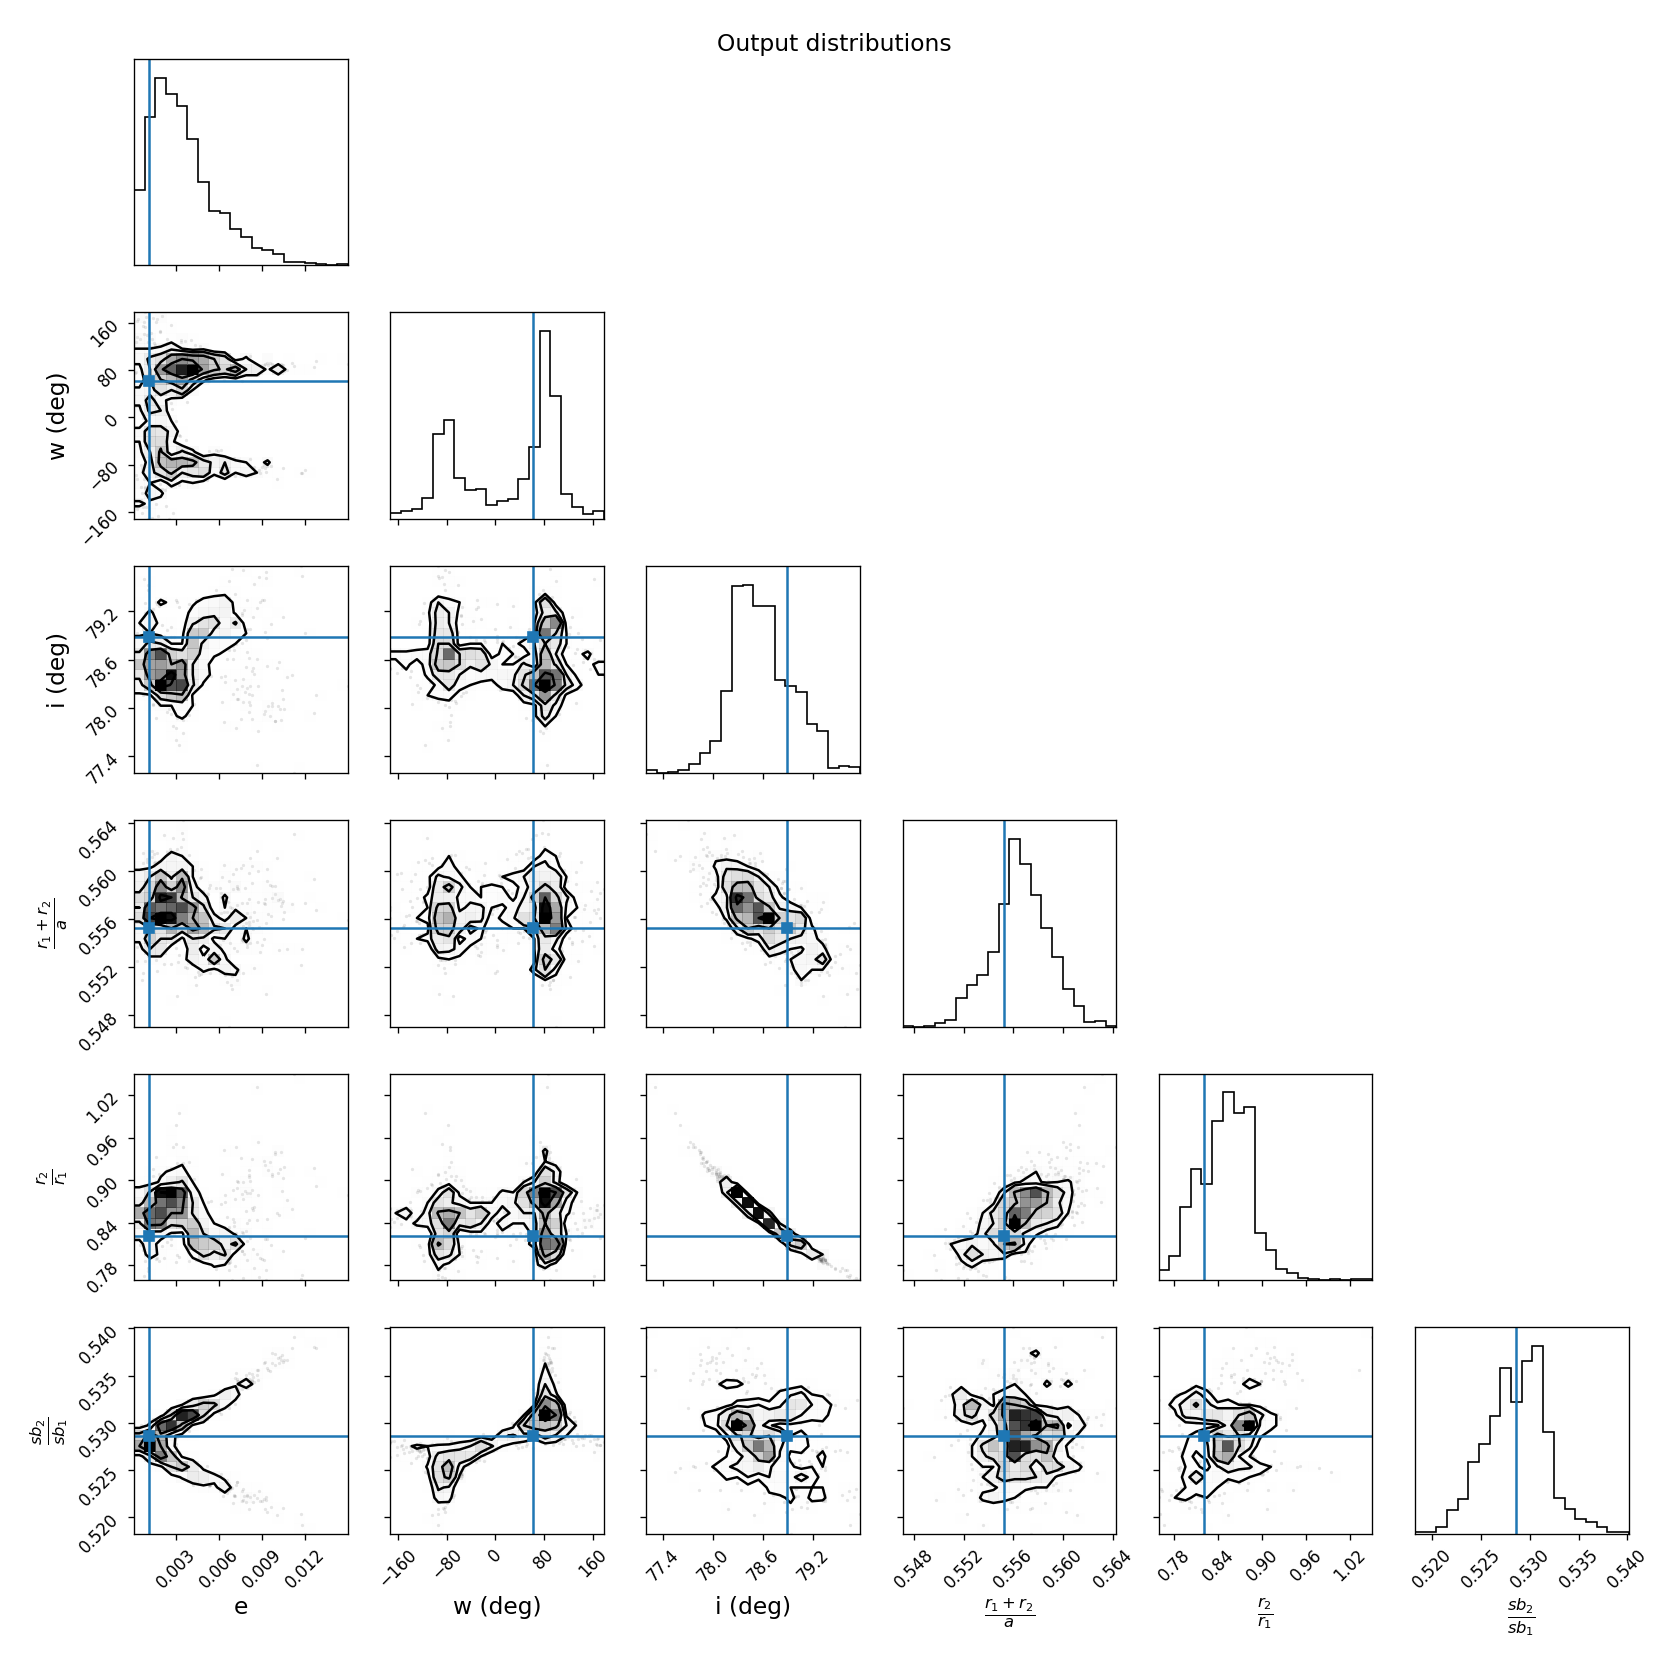 Output distributions
160
80
0
−80
−160
w (deg)
79.2
78.6
78.0
77.4
i (deg)
0.564
0.560
0.556
0.552
0.548
r₁ + r₂
a
1.02
0.96
0.90
0.84
0.78
r₂
r₁
0.540
0.535
0.530
0.525
0.520
sb₂
sb₁
0.003 0.006 0.009 0.012
−160 −80 0 80 160
77.4 78.0 78.6 79.2
0.548 0.552 0.556 0.560 0.564
0.78 0.84 0.90 0.96 1.02
0.520 0.525 0.530 0.535 0.540
e
w (deg)
i (deg)
r₁ + r₂
a
r₂
r₁
sb₂
sb₁